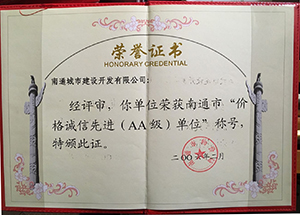 荣誉证书
HONORARY CREDENTIAL
南通城市建设开发有限公司：
经评审，你单位荣获南通市“价
格诚信先进（AA级）单位”称号，
特颁此证。